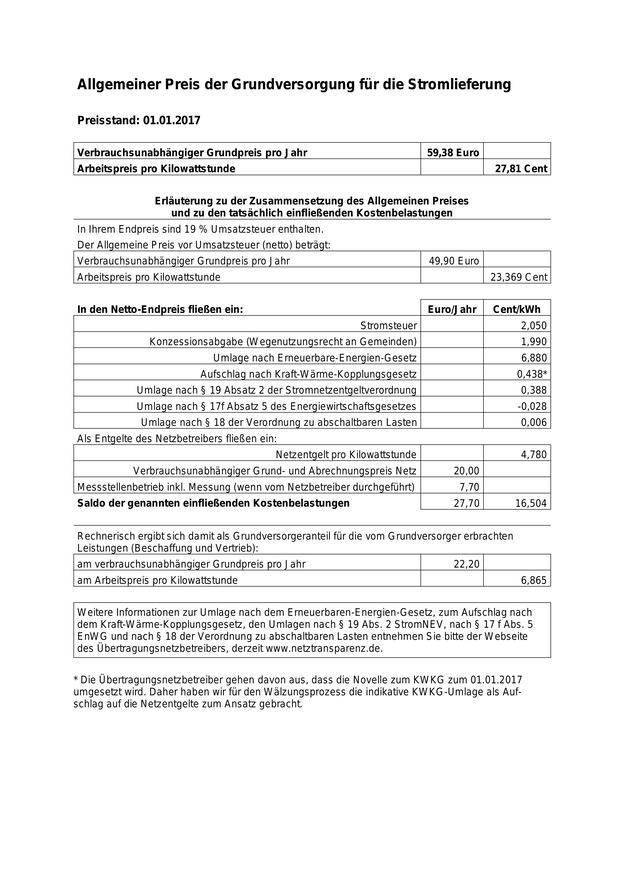 Allgemeiner Preis der Grundversorgung für die Stromlieferung
Preisstand: 01.01.2017
Verbrauchsunabhängiger Grundpreis pro Jahr 59,38 Euro
Arbeitspreis pro Kilowattstunde 27,81 Cent
Erläuterung zu der Zusammensetzung des Allgemeinen Preises
und zu den tatsächlich einfließenden Kostenbelastungen
In Ihrem Endpreis sind 19 % Umsatzsteuer enthalten.
Der Allgemeine Preis vor Umsatzsteuer (netto) beträgt:
Verbrauchsunabhängiger Grundpreis pro Jahr 49,90 Euro
Arbeitspreis pro Kilowattstunde 23,369 Cent
In den Netto-Endpreis fließen ein: Euro/Jahr Cent/kWh
Stromsteuer 2,050
Konzessionsabgabe (Wegenutzungsrecht an Gemeinden) 1,990
Umlage nach Erneuerbare-Energien-Gesetz 6,880
Aufschlag nach Kraft-Wärme-Kopplungsgesetz 0,438*
Umlage nach § 19 Absatz 2 der Stromnetzentgeltverordnung 0,388
Umlage nach § 17f Absatz 5 des Energiewirtschaftsgesetzes -0,028
Umlage nach § 18 der Verordnung zu abschaltbaren Lasten 0,006
Als Entgelte des Netzbetreibers fließen ein:
Netzentgelt pro Kilowattstunde 4,780
Verbrauchsunabhängiger Grund- und Abrechnungspreis Netz 20,00
Messstellenbetrieb inkl. Messung (wenn vom Netzbetreiber durchgeführt) 7,70
Saldo der genannten einfließenden Kostenbelastungen 27,70 16,504
Rechnerisch ergibt sich damit als Grundversorgeranteil für die vom Grundversorger erbrachten
Leistungen (Beschaffung und Vertrieb):
am verbrauchsunabhängiger Grundpreis pro Jahr 22,20
am Arbeitspreis pro Kilowattstunde 6,865
Weitere Informationen zur Umlage nach dem Erneuerbaren-Energien-Gesetz, zum Aufschlag nach
dem Kraft-Wärme-Kopplungsgesetz, den Umlagen nach § 19 Abs. 2 StromNEV, nach § 17 f Abs. 5
EnWG und nach § 18 der Verordnung zu abschaltbaren Lasten entnehmen Sie bitte der Webseite
des Übertragungsnetzbetreibers, derzeit www.netztransparenz.de.
* Die Übertragungsnetzbetreiber gehen davon aus, dass die Novelle zum KWKG zum 01.01.2017
umgesetzt wird. Daher haben wir für den Wälzungsprozess die indikative KWKG-Umlage als Auf-
schlag auf die Netzentgelte zum Ansatz gebracht.